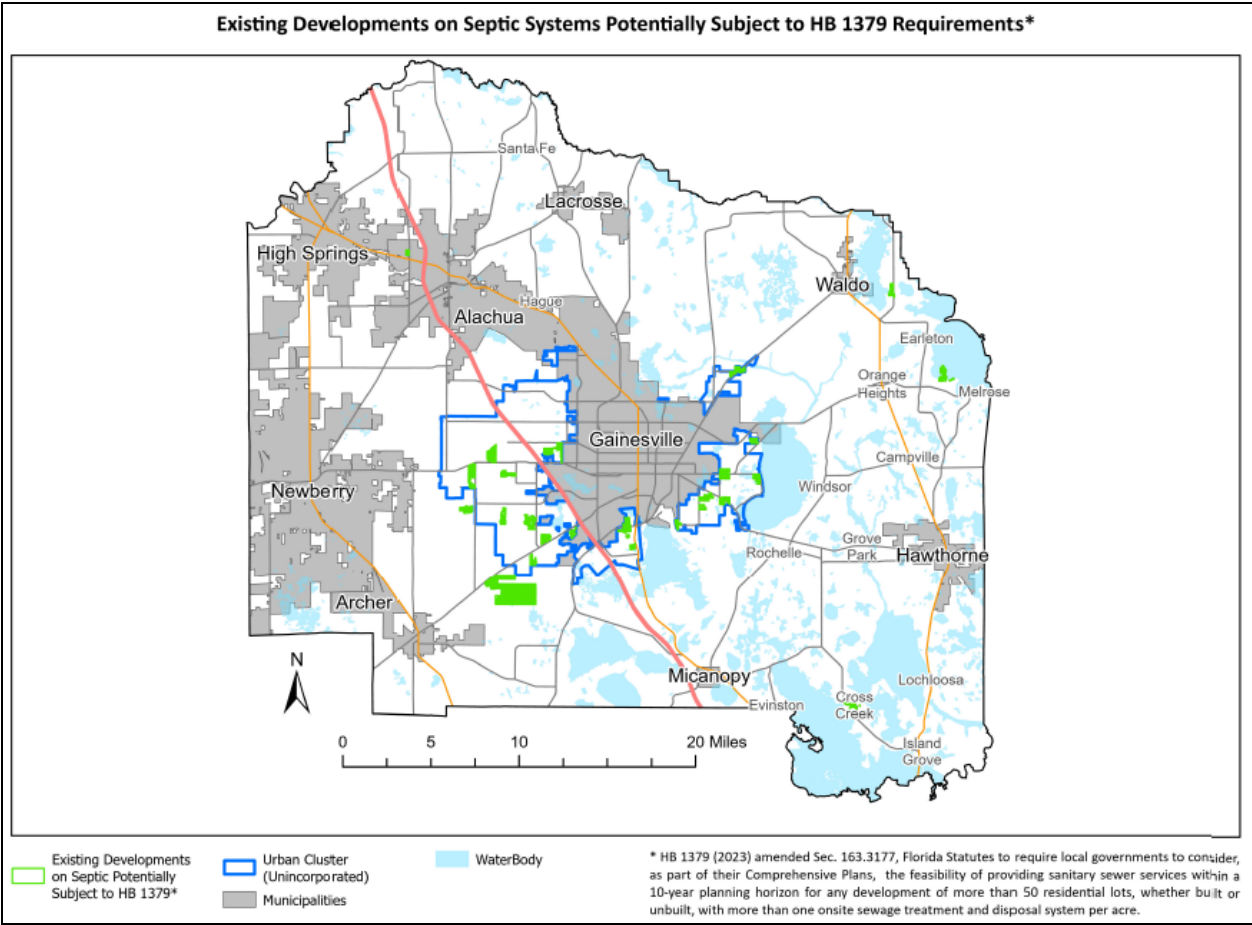 Existing Developments on Septic Systems Potentially Subject to HB 1379 Requirements*
Santa Fe
Lacrosse
High Springs
Waldo
Hague
Alachua
Earleton
Orange
Heights
Melrose
Gainesville
Campville
Newberry
Windsor
Grove
Park
Rochelle
Hawthorne
Archer
N
Micanopy
Lochloosa
Cross
Creek
Evinston
Island
Grove
0 5 10 20 Miles
Existing Developments
on Septic Potentially
Subject to HB 1379*
Urban Cluster
(Unincorporated)
Municipalities
WaterBody
* HB 1379 (2023) amended Sec. 163.3177, Florida Statutes to require local governments to consider,
as part of their Comprehensive Plans, the feasibility of providing sanitary sewer services within a
10-year planning horizon for any development of more than 50 residential lots, whether built or
unbuilt, with more than one onsite sewage treatment and disposal system per acre.